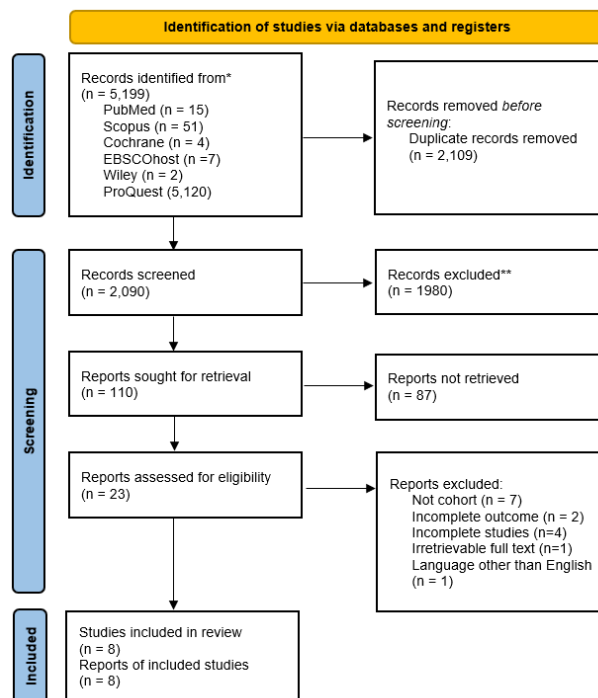 Identification of studies via databases and registers
Identification
Records identified from*
(n = 5,199)
PubMed (n = 15)
Scopus (n = 51)
Cochrane (n = 4)
EBSCOhost (n =7)
Wiley (n = 2)
ProQuest (5,120)
Records removed before
screening:
Duplicate records removed
(n = 2,109)
Screening
Records screened
(n = 2,090)
Records excluded**
(n = 1980)
Reports sought for retrieval
(n = 110)
Reports not retrieved
(n = 87)
Reports assessed for eligibility
(n = 23)
Reports excluded:
Not cohort (n = 7)
Incomplete outcome (n = 2)
Incomplete studies (n=4)
Irretrievable full text (n=1)
Language other than English
(n = 1)
Included
Studies included in review
(n = 8)
Reports of included studies
(n = 8)